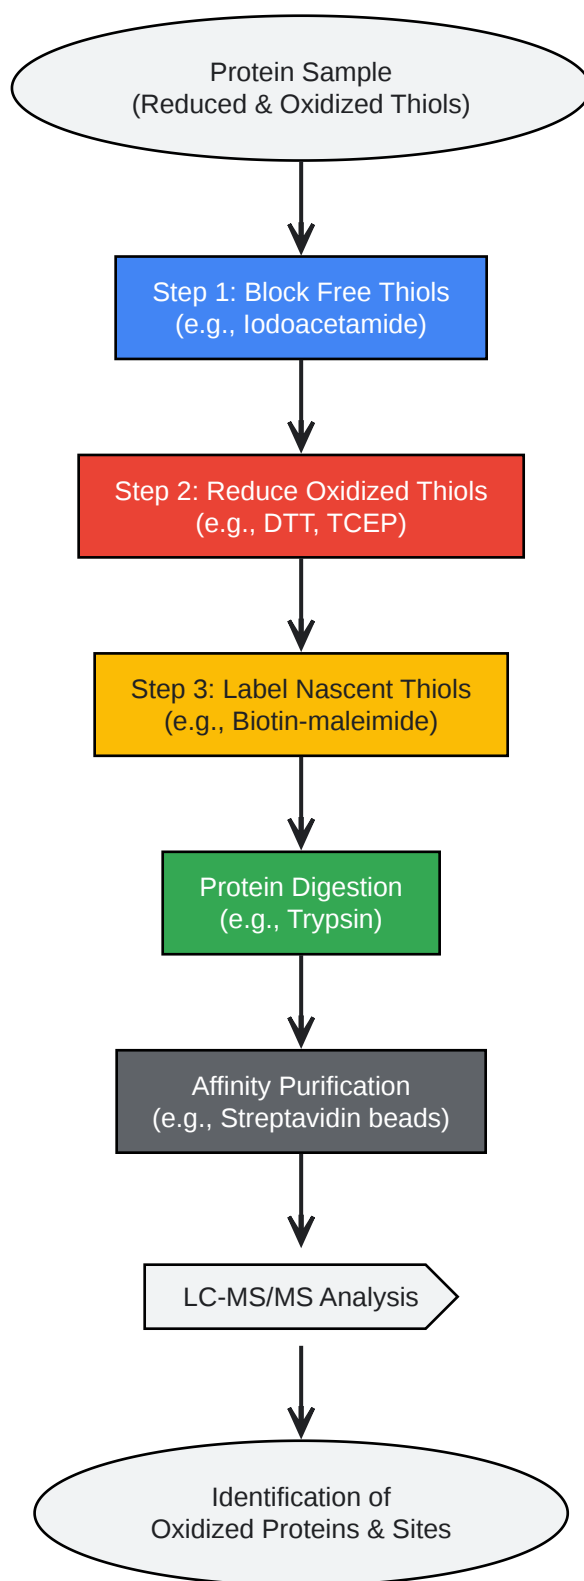 Protein Sample
(Reduced & Oxidized Thiols)
Step 1: Block Free Thiols
(e.g., Iodoacetamide)
Step 2: Reduce Oxidized Thiols
(e.g., DTT, TCEP)
Step 3: Label Nascent Thiols
(e.g., Biotin-maleimide)
Protein Digestion
(e.g., Trypsin)
Affinity Purification
(e.g., Streptavidin beads)
LC-MS/MS Analysis
Identification of
Oxidized Proteins & Sites